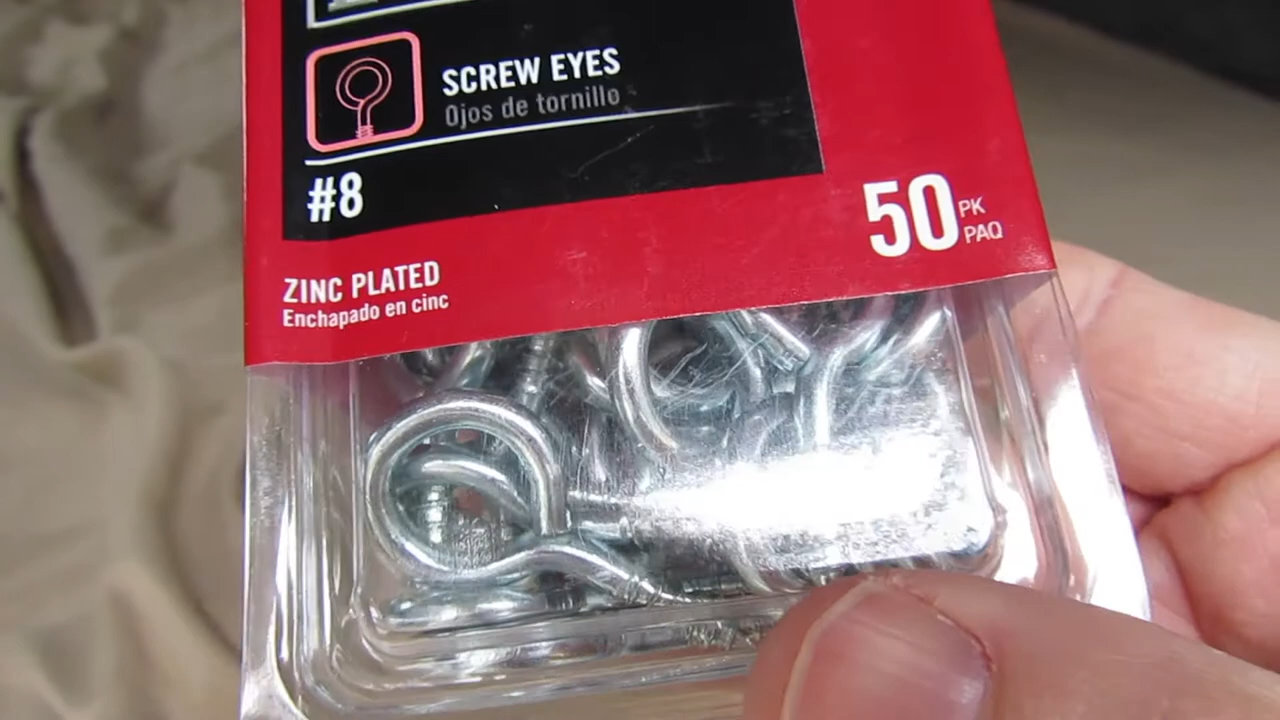 SCREW EYES
Ojos de tornillo
#8
50 PK
PAQ
ZINC PLATED
Enchapado en cinc